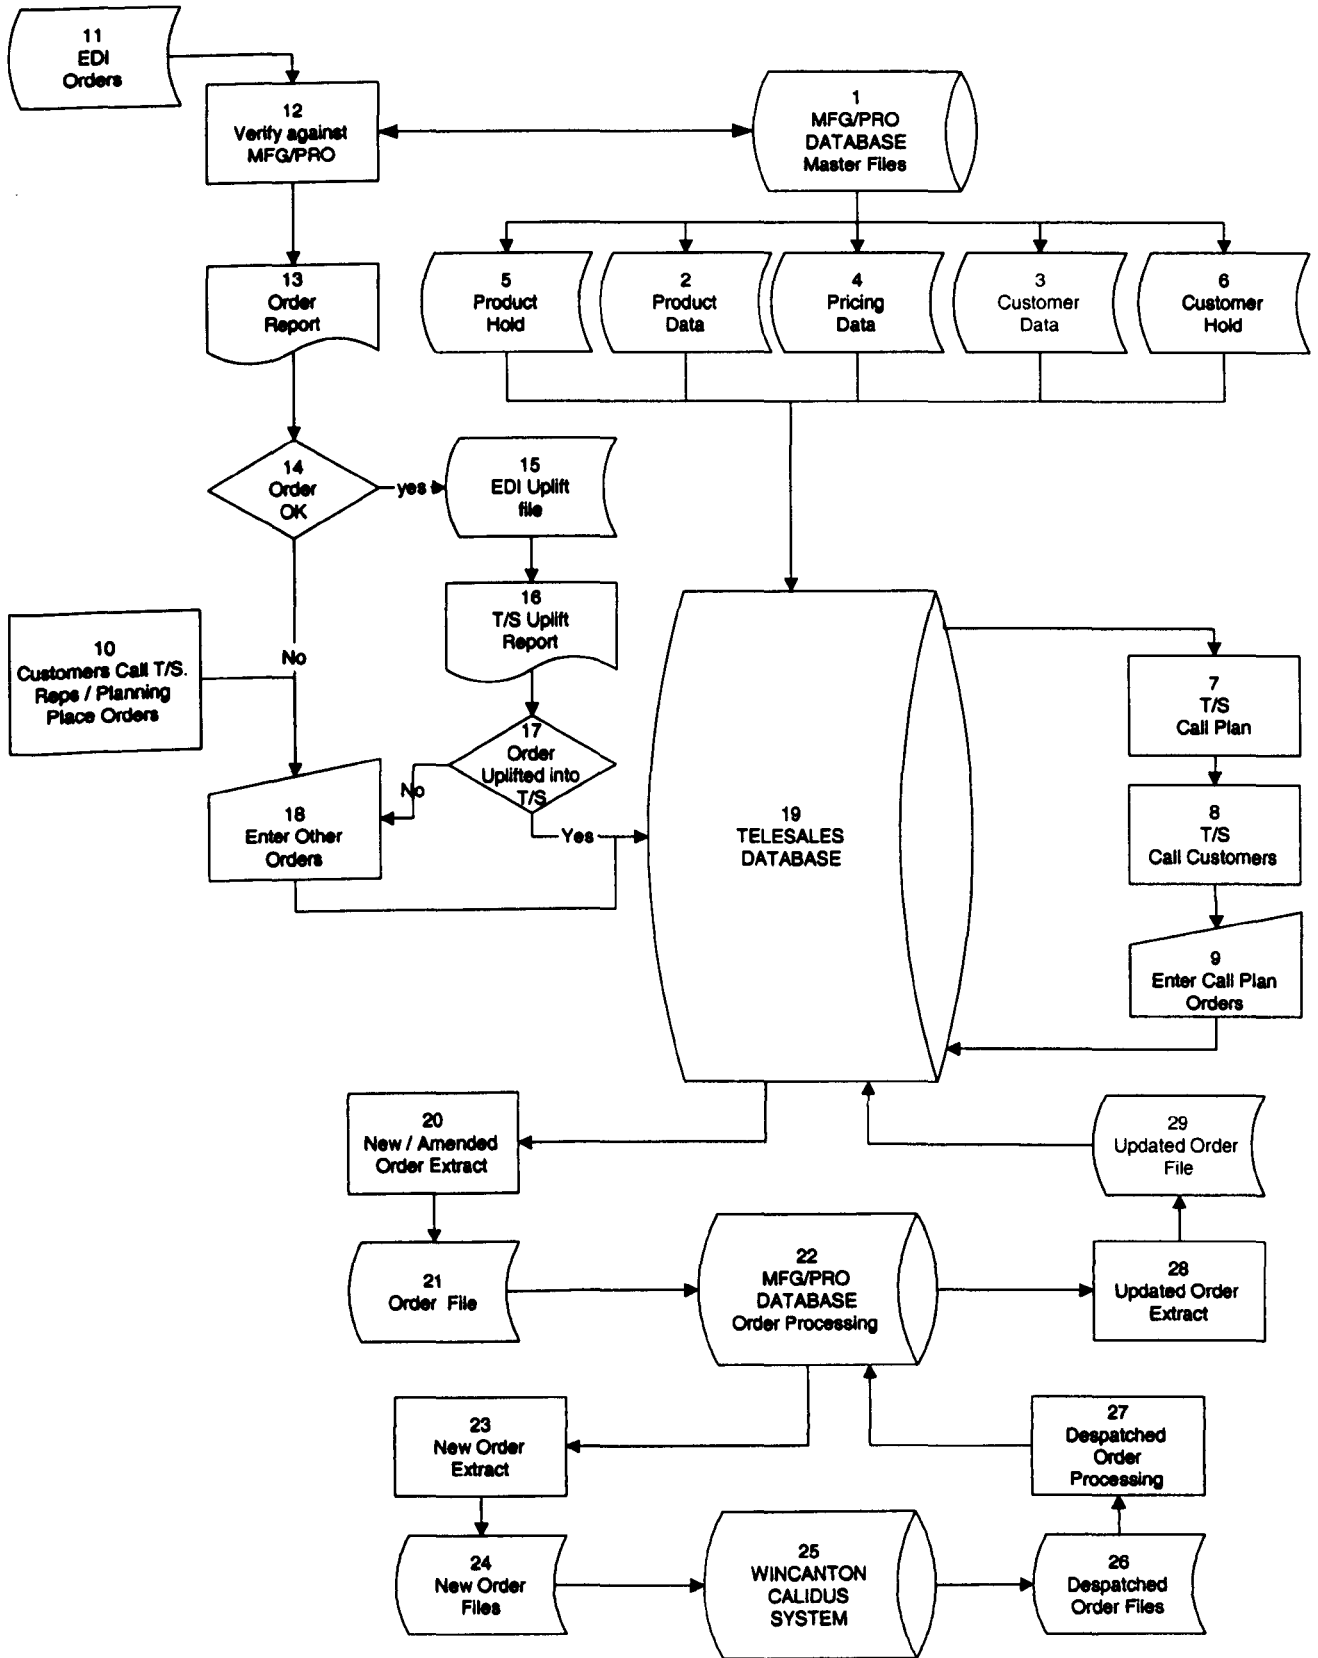 11
EDI
Orders
12
Verify against
MFG/PRO
1
MFG/PRO
DATABASE
Master Files
13
Order
Report
5
Product
Hold
2
Product
Data
4
Pricing
Data
3
Customer
Data
6
Customer
Hold
14
Order
OK
yes
15
EDI Uplift
file
16
T/S Uplift
Report
10
Customers Call T/S.
Reps / Planning
Place Orders
No
17
Order
Uplifted into
T/S
No
Yes
18
Enter Other
Orders
19
TELESALES
DATABASE
7
T/S
Call Plan
8
T/S
Call Customers
9
Enter Call Plan
Orders
20
New / Amended
Order Extract
29
Updated Order
File
21
Order File
22
MFG/PRO
DATABASE
Order Processing
28
Updated Order
Extract
23
New Order
Extract
27
Despatched
Order
Processing
24
New Order
Files
25
WINCANTON
CALIDUS
SYSTEM
26
Despatched
Order Files